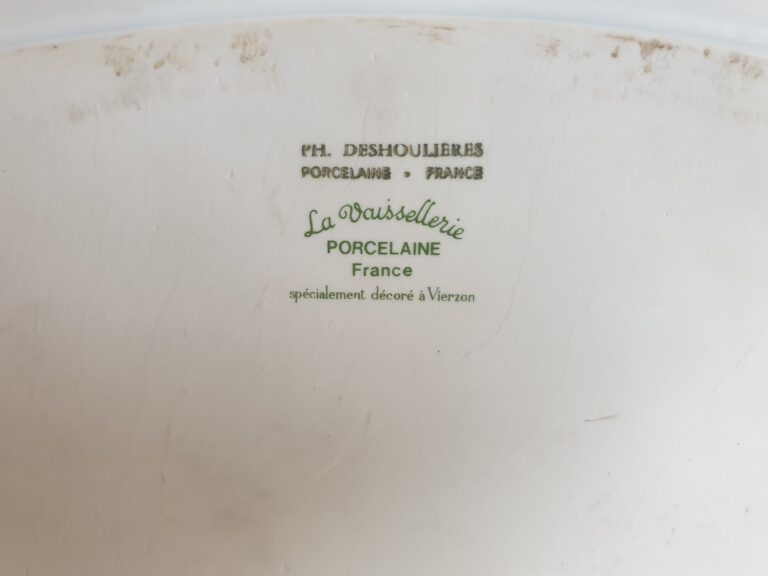 PH. DESHOULIÈRES
PORCELAINE • FRANCE
La Vaissellerie
PORCELAINE
France
spécialement décoré à Vierzon